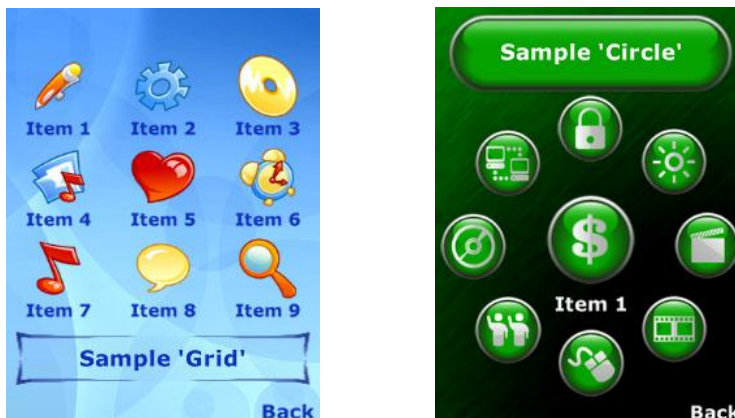 Item 1 Item 2 Item 3
Item 4 Item 5 Item 6
Item 7 Item 8 Item 9
Sample 'Grid'
Back
Sample 'Circle'
$
Item 1
Back